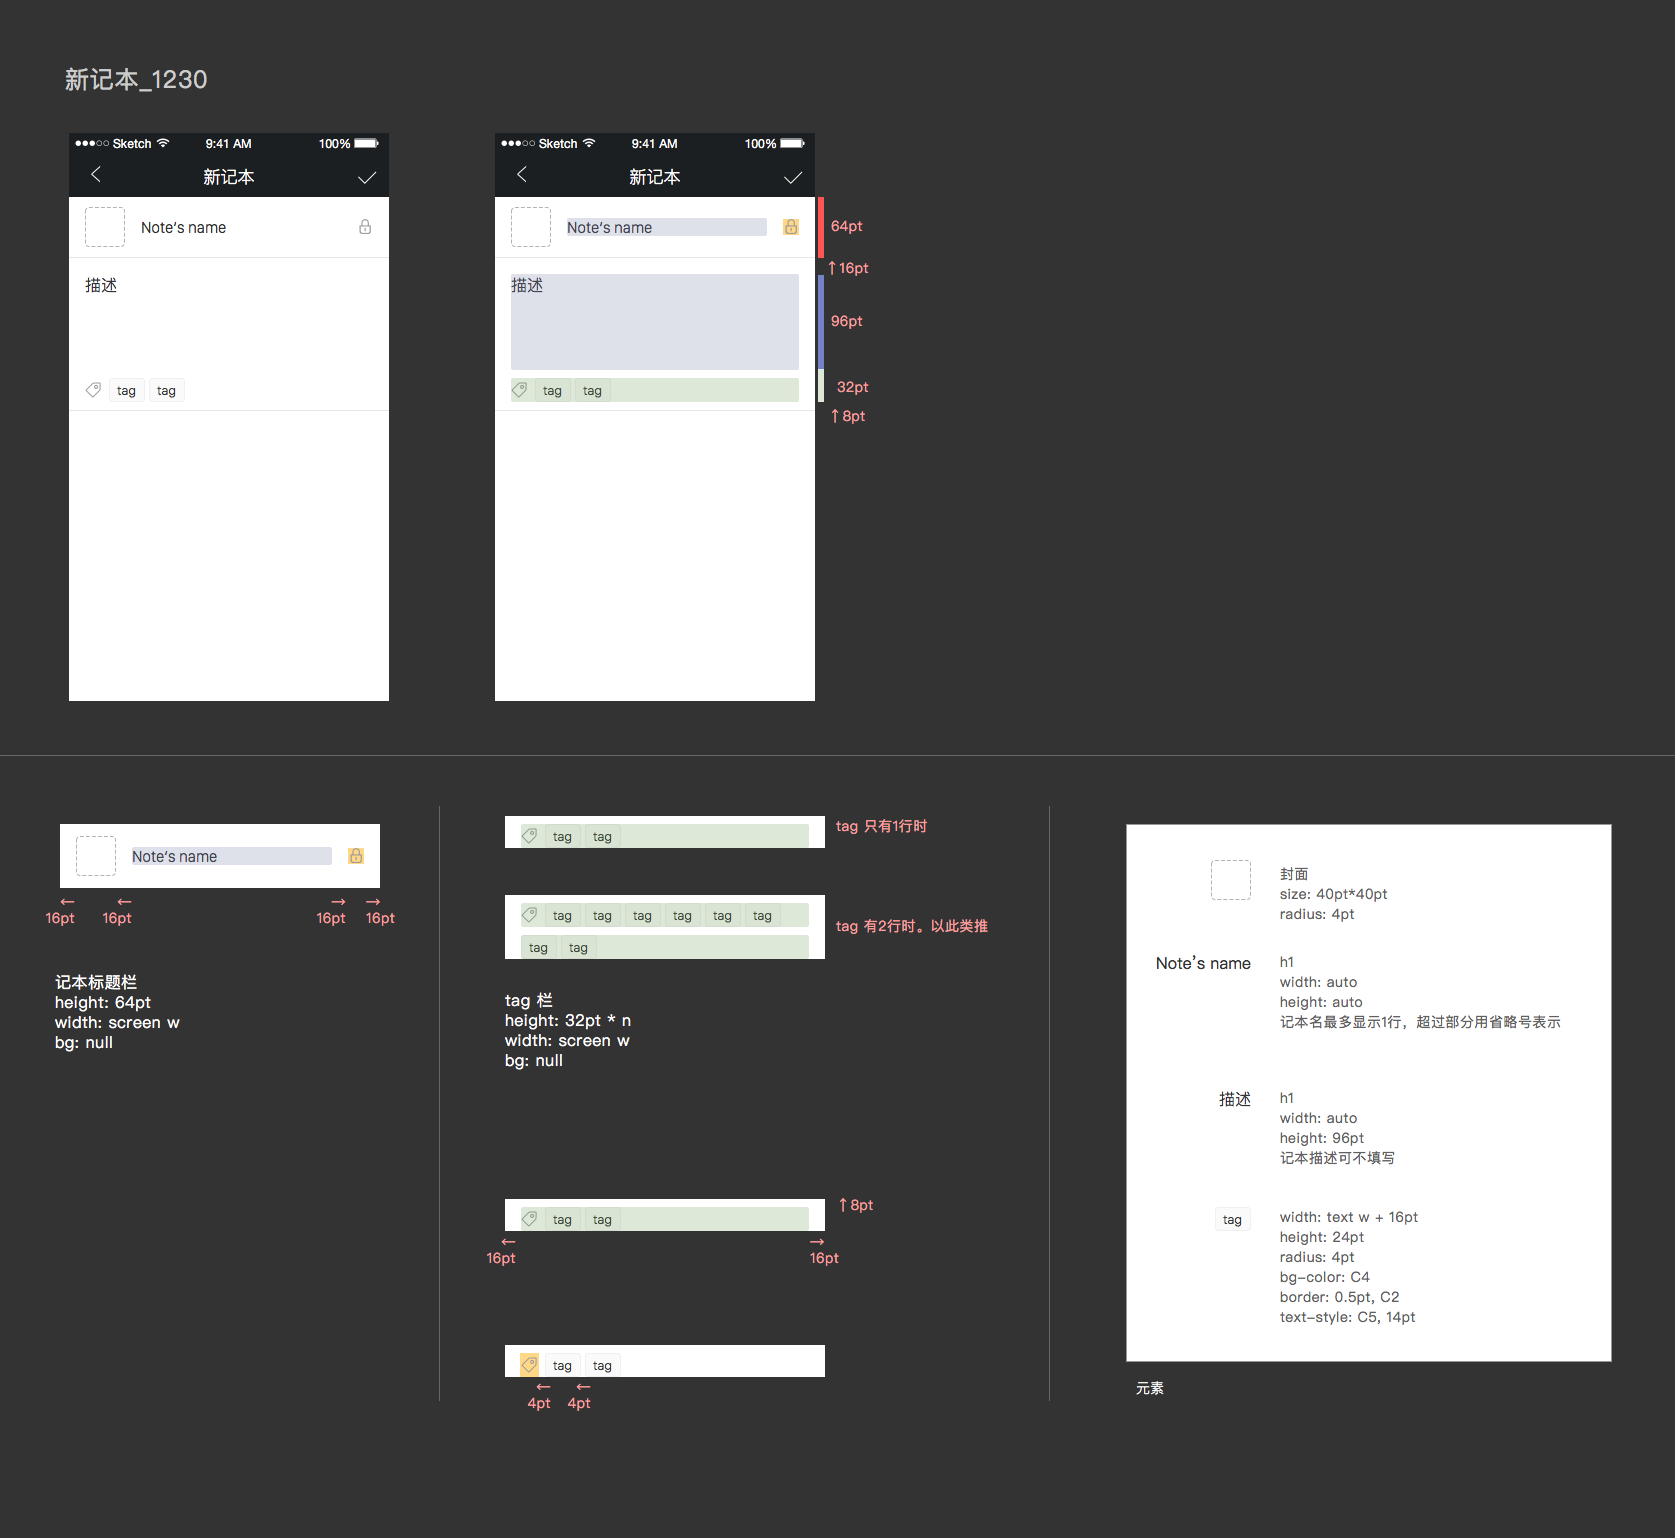 新记本_1230
Sketch 9:41 AM 100%
新记本
Note's name
描述
tag tag
Sketch 9:41 AM 100%
新记本
Note's name
描述
tag tag
64pt
↑16pt
96pt
32pt
↑8pt
Note's name
← ← → →
16pt 16pt 16pt 16pt
记本标题栏
height: 64pt
width: screen w
bg: null
tag tag
tag 只有1行时
tag tag tag tag tag tag
tag tag
tag 有2行时。以此类推
tag 栏
height: 32pt * n
width: screen w
bg: null
tag tag
↑8pt
← →
16pt 16pt
tag tag
← ←
4pt 4pt
封面
size: 40pt*40pt
radius: 4pt
Note's name
h1
width: auto
height: auto
记本名最多显示1行，超过部分用省略号表示
描述
h1
width: auto
height: 96pt
记本描述可不填写
tag
width: text w + 16pt
height: 24pt
radius: 4pt
bg-color: C4
border: 0.5pt, C2
text-style: C5, 14pt
元素